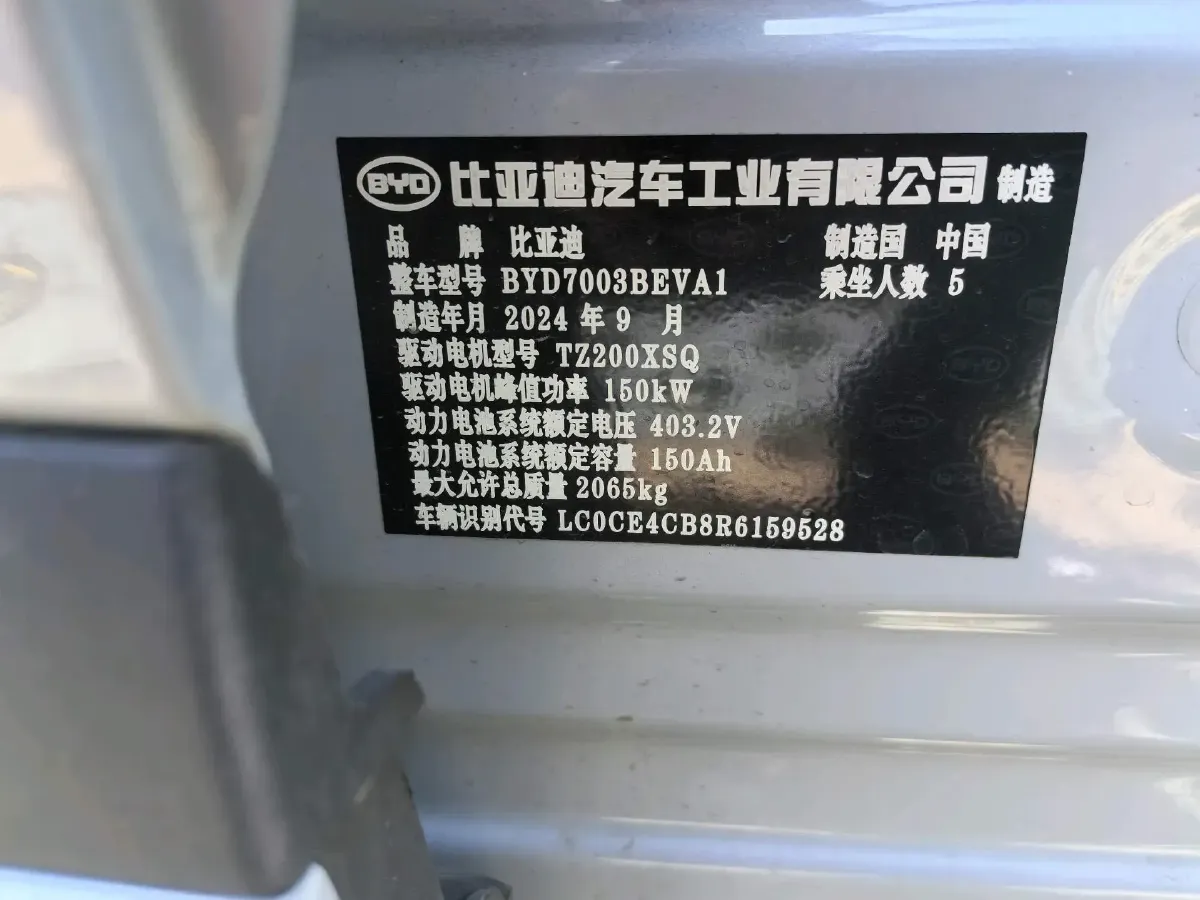 BYD 比亚迪汽车工业有限公司 制造
品 牌 比亚迪 制造国 中国
整车型号 BYD7003BEVA1 乘坐人数 5
制造年月 2024 年 9 月
驱动电机型号 TZ200XSQ
驱动电机峰值功率 150kW
动力电池系统额定电压 403.2V
动力电池系统额定容量 150Ah
最大允许总质量 2065kg
车辆识别代号 LC0CE4CB8R6159528